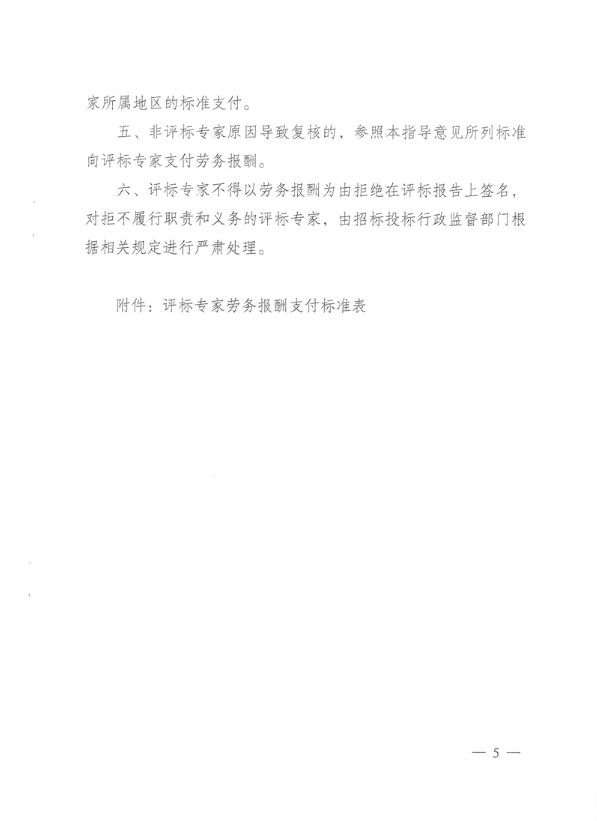 家所属地区的标准支付。
五、非评标专家原因导致复核的，参照本指导意见所列标准
向评标专家支付劳务报酬。
六、评标专家不得以劳务报酬为由拒绝在评标报告上签名，
对拒不履行职责和义务的评标专家，由招标投标行政监督部门根
据相关规定进行严肃处理。
附件：评标专家劳务报酬支付标准表
— 5 —